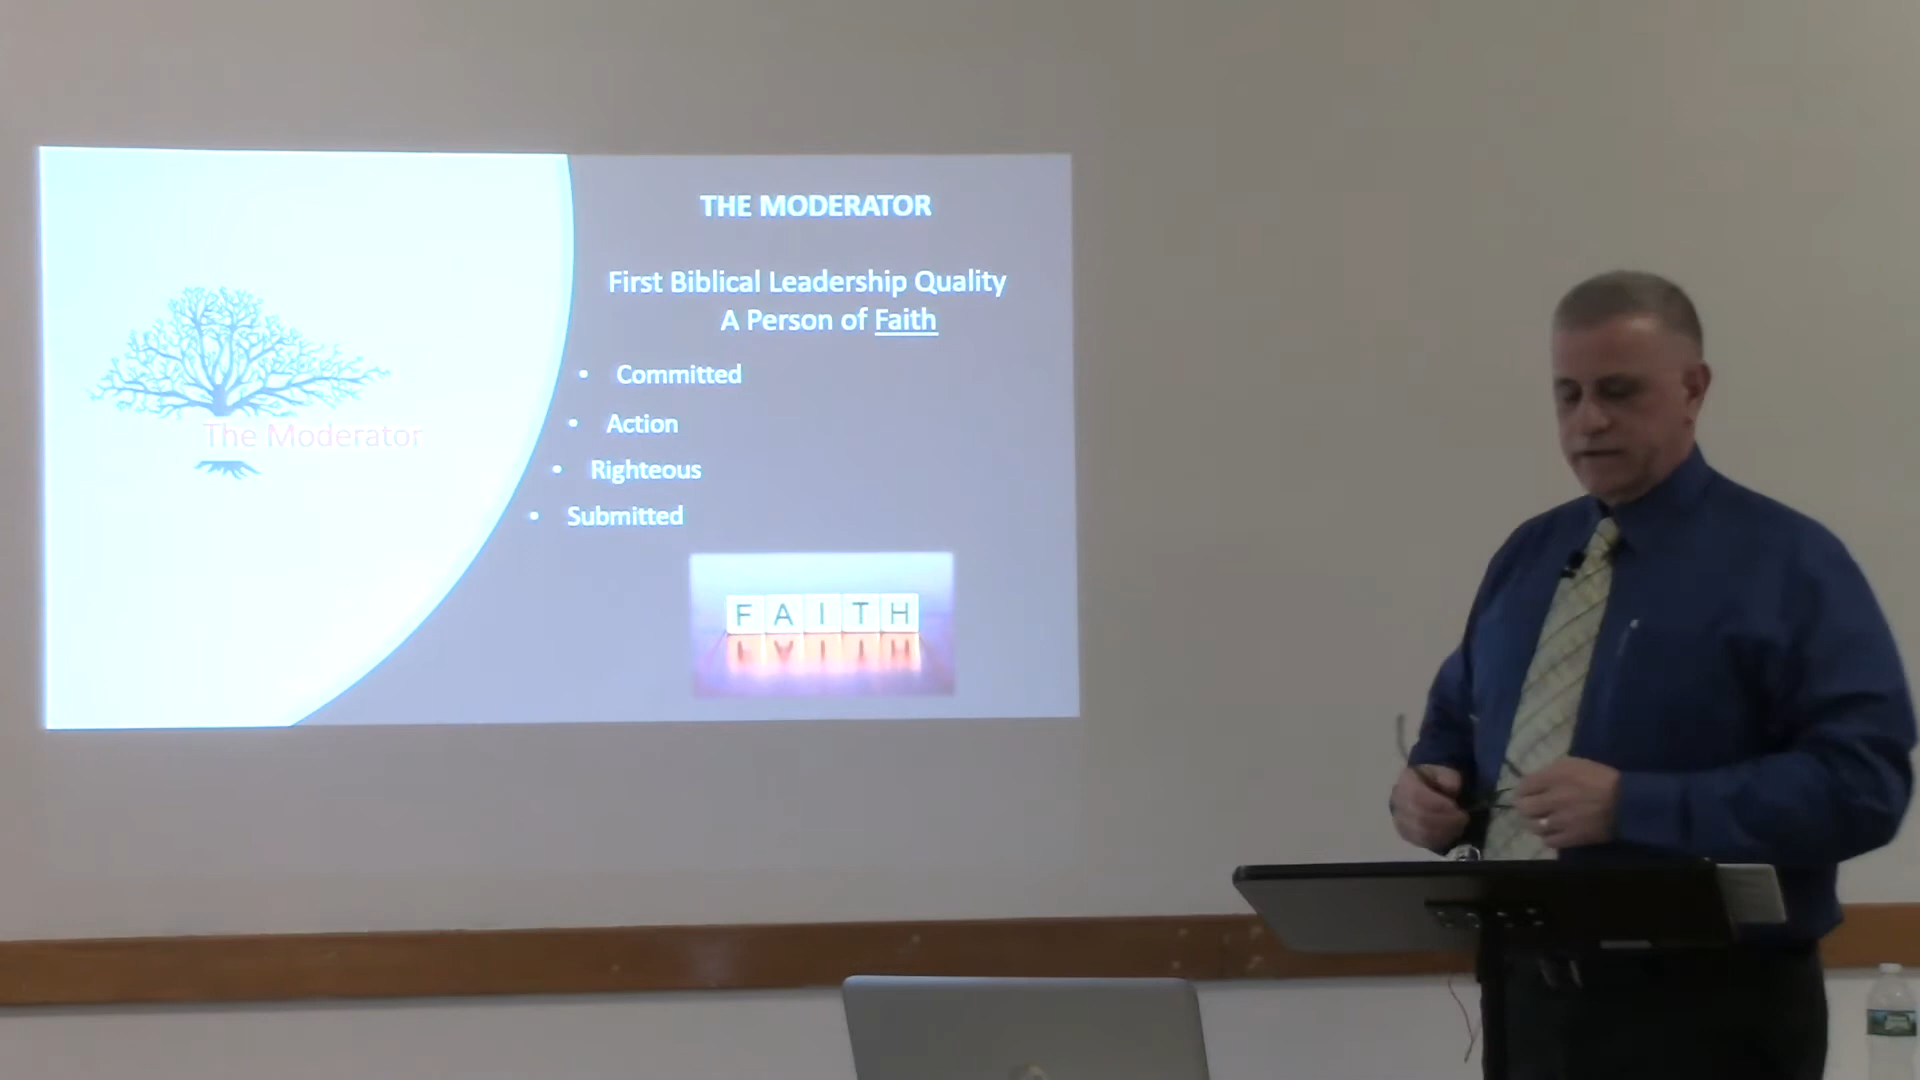 THE MODERATOR
First Biblical Leadership Quality
A Person of Faith
• Committed
• Action
• Righteous
• Submitted
The Moderator
FAITH